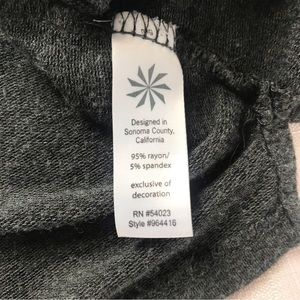 Designed in
Sonoma County,
California
95% rayon/
5% spandex
exclusive of
decoration
RN #54023
Style #964416